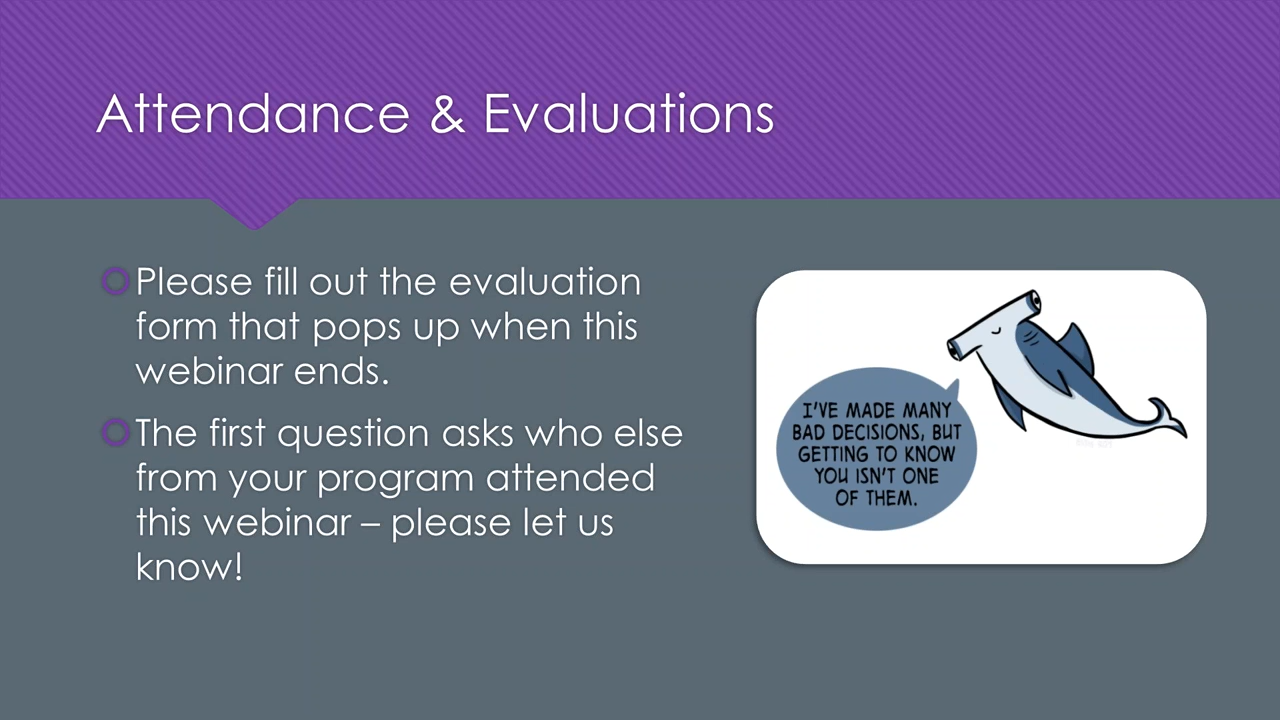 Attendance & Evaluations
Please fill out the evaluation
form that pops up when this
webinar ends.
The first question asks who else
from your program attended
this webinar – please let us
know!
I'VE MADE MANY
BAD DECISIONS, BUT
GETTING TO KNOW
YOU ISN'T ONE
OF THEM.